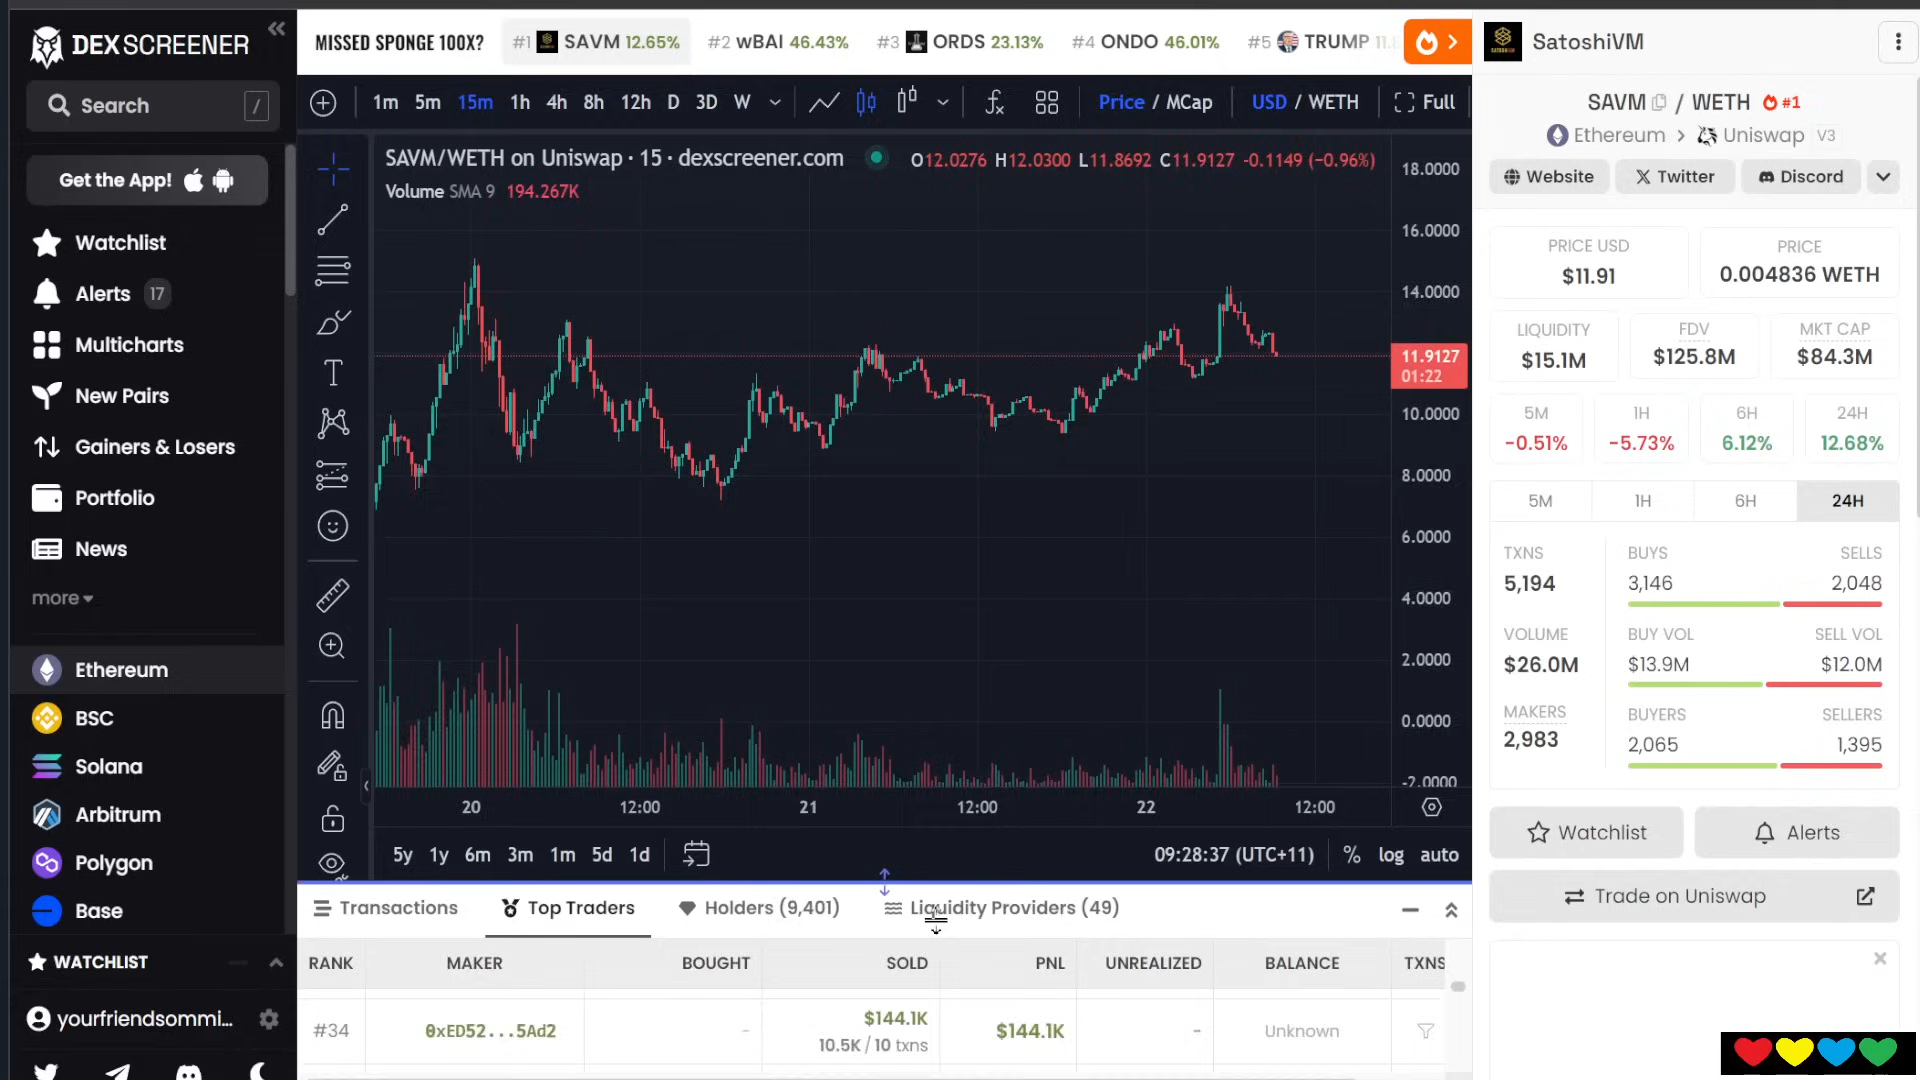 DEXSCREENER
Search
/
Get the App!
Watchlist
Alerts 17
Multicharts
New Pairs
Gainers & Losers
Portfolio
News
more
Ethereum
BSC
Solana
Arbitrum
Polygon
Base
WATCHLIST
yourfriendsommi...
MISSED SPONGE 100X?
#1 SAVM 12.65%
#2 wBAI 46.43%
#3 ORDS 23.13%
#4 ONDO 46.01%
#5 TRUMP
1m 5m 15m 1h 4h 8h 12h D 3D W
Price / MCap
USD / WETH
Full
SAVM/WETH on Uniswap · 15 · dexscreener.com
O12.0276 H12.0300 L11.8692 C11.9127 -0.1149 (−0.96%)
Volume SMA 9 194.267K
18.0000
16.0000
14.0000
11.9127
01:22
10.0000
8.0000
6.0000
4.0000
2.0000
0.0000
-2.0000
20 12:00 21 12:00 22 12:00
5y 1y 6m 3m 1m 5d 1d
09:28:37 (UTC+11) % log auto
Transactions
Top Traders
Holders (9,401)
Liquidity Providers (49)
RANK MAKER BOUGHT SOLD PNL UNREALIZED BALANCE TXNS
#34 0xED52...5Ad2 - $144.1K $144.1K - Unknown
10.5K / 10 txns
SatoshiVM
SAVM / WETH #1
Ethereum > Uniswap V3
Website
Twitter
Discord
PRICE USD
$11.91
PRICE
0.004836 WETH
LIQUIDITY
$15.1M
FDV
$125.8M
MKT CAP
$84.3M
5M
-0.51%
1H
-5.73%
6H
6.12%
24H
12.68%
5M 1H 6H 24H
TXNS
5,194
BUYS SELLS
3,146 2,048
VOLUME
$26.0M
BUY VOL SELL VOL
$13.9M $12.0M
MAKERS
2,983
BUYERS SELLERS
2,065 1,395
Watchlist
Alerts
Trade on Uniswap